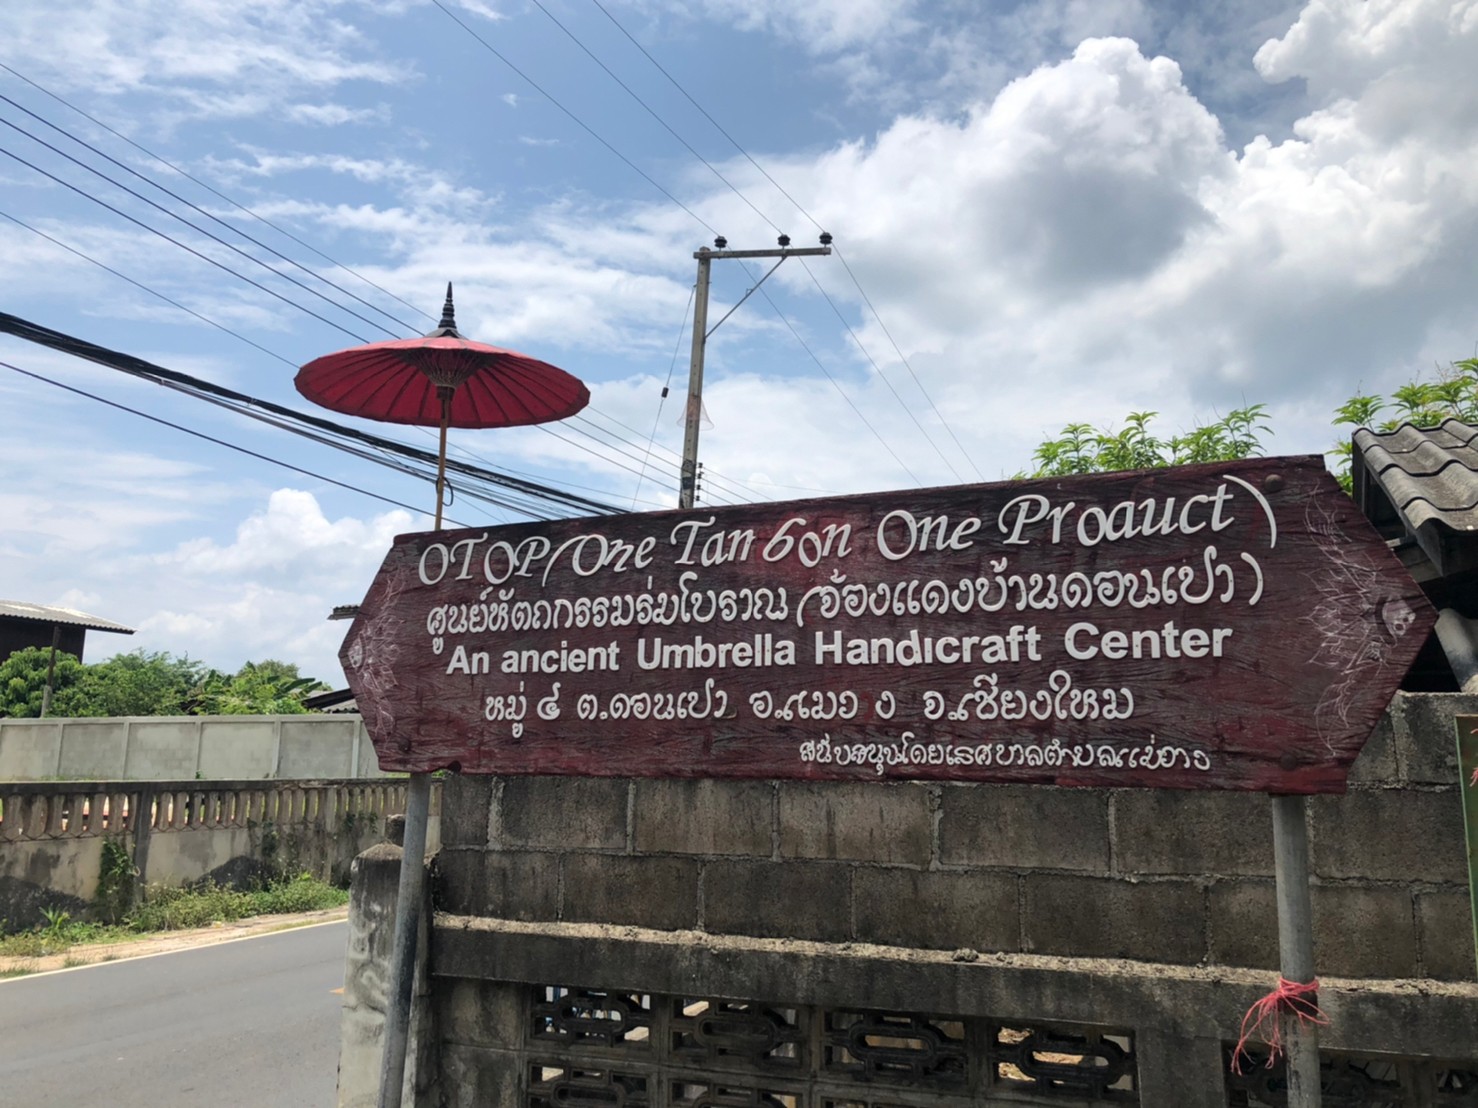 OTOP (One Tan 6on One Proauct)
ศูนย์หัตถกรรมร่มโบราณ (จ้องแดงบ้านดอนเปา)
An ancient Umbrella Handicraft Center
หมู่ ๔ ต.ดอนเปา อ.แมวาง จ.เชียงใหม
สนับสนุนโดยเทศบาลตำบลแม่วาง